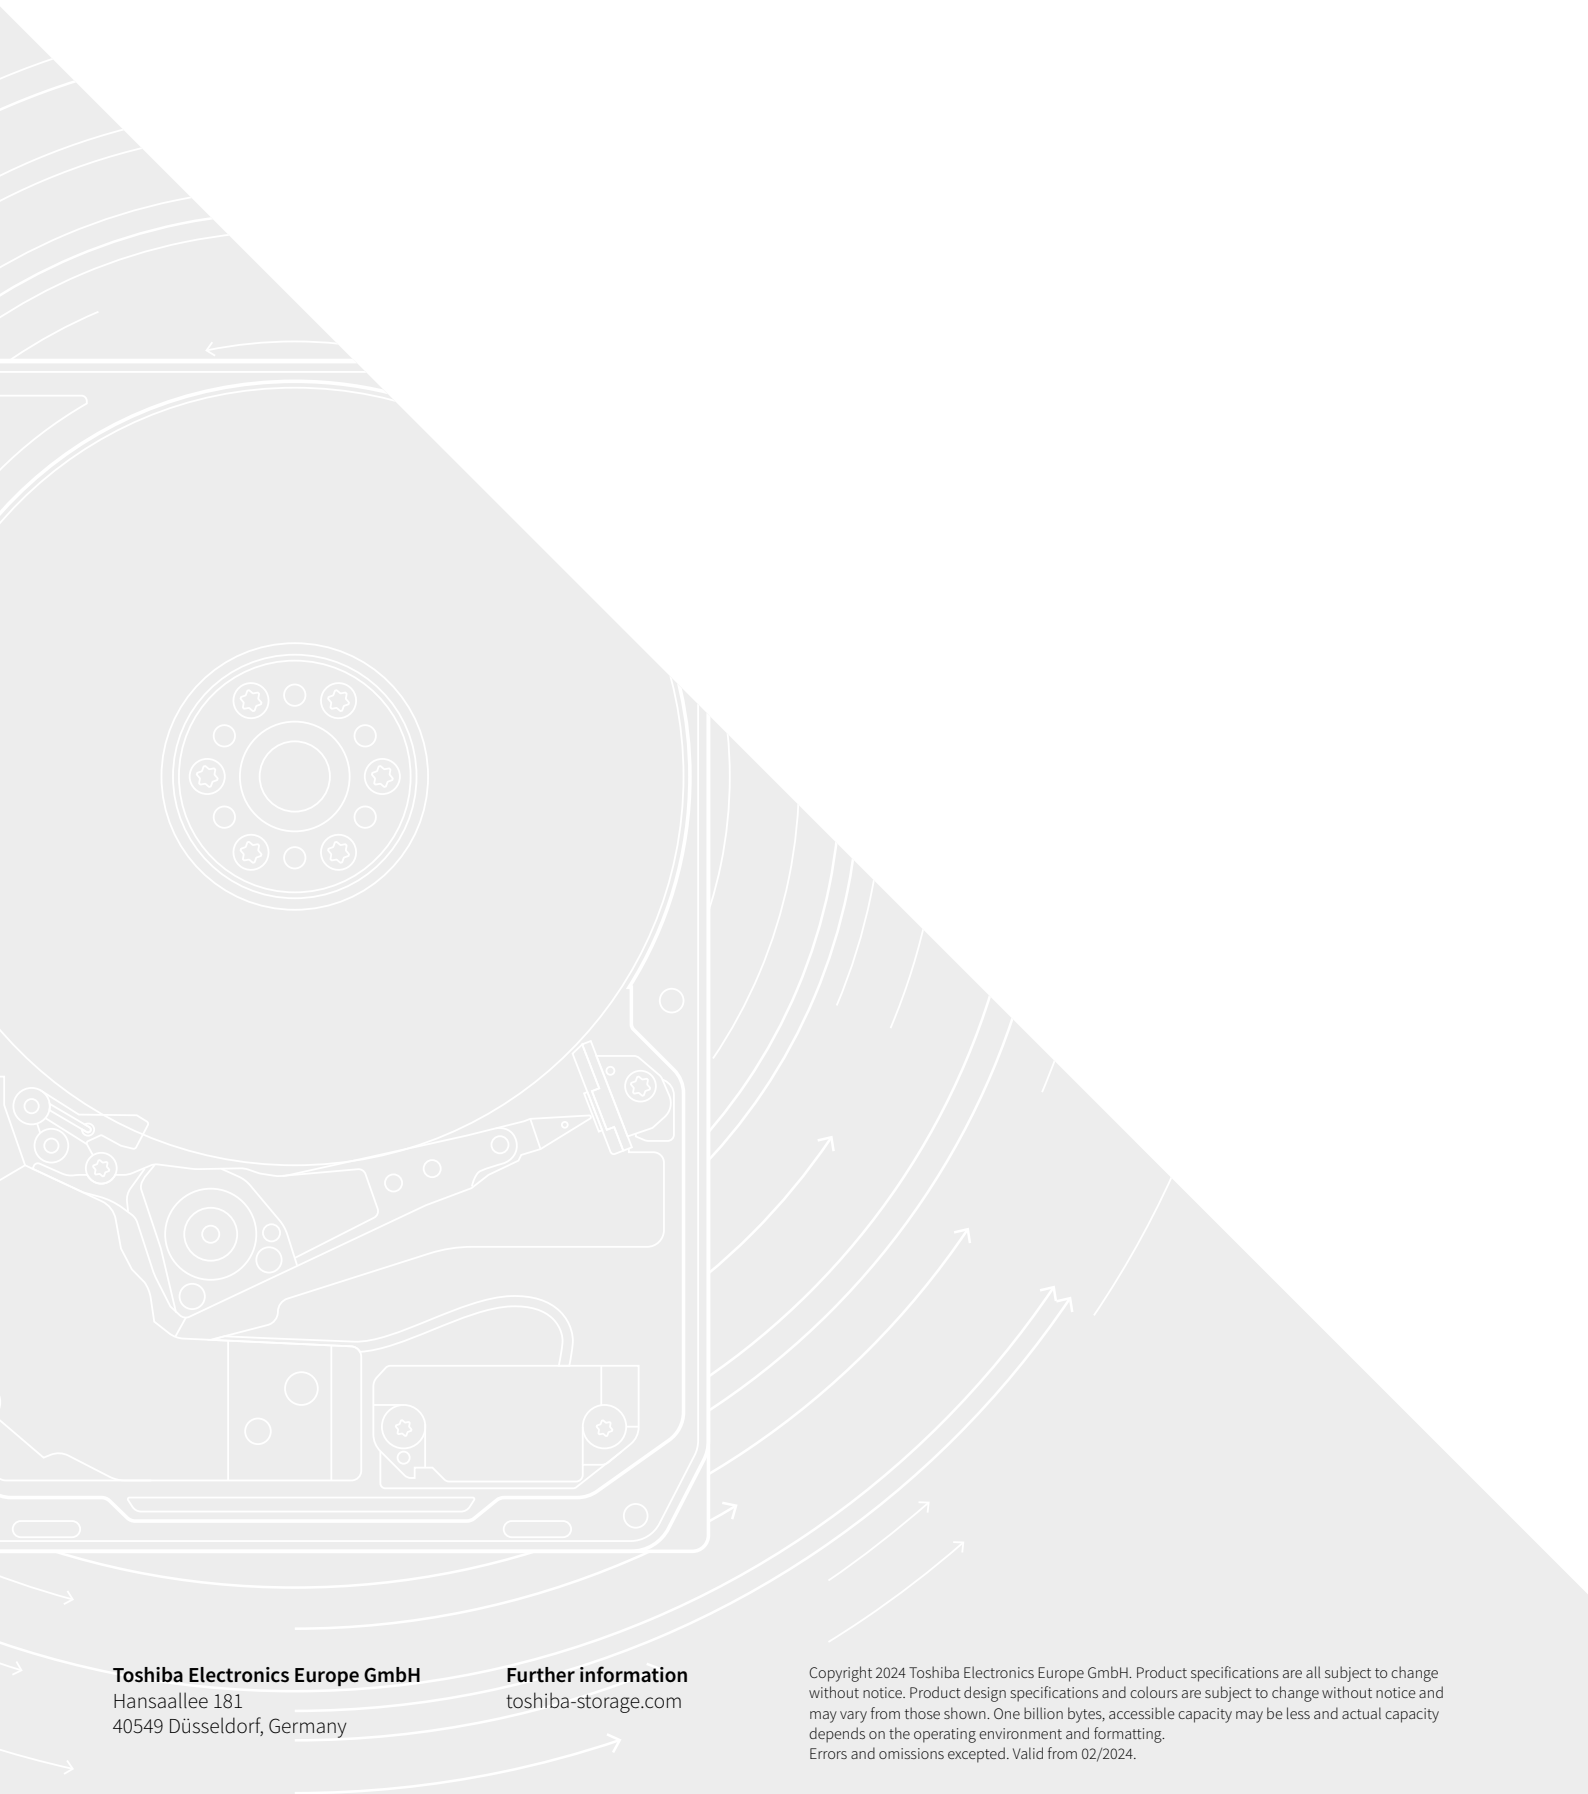 Toshiba Electronics Europe GmbH
Hansaallee 181
40549 Düsseldorf, Germany
Further information
toshiba-storage.com
Copyright 2024 Toshiba Electronics Europe GmbH. Product specifications are all subject to change
without notice. Product design specifications and colours are subject to change without notice and
may vary from those shown. One billion bytes, accessible capacity may be less and actual capacity
depends on the operating environment and formatting.
Errors and omissions excepted. Valid from 02/2024.